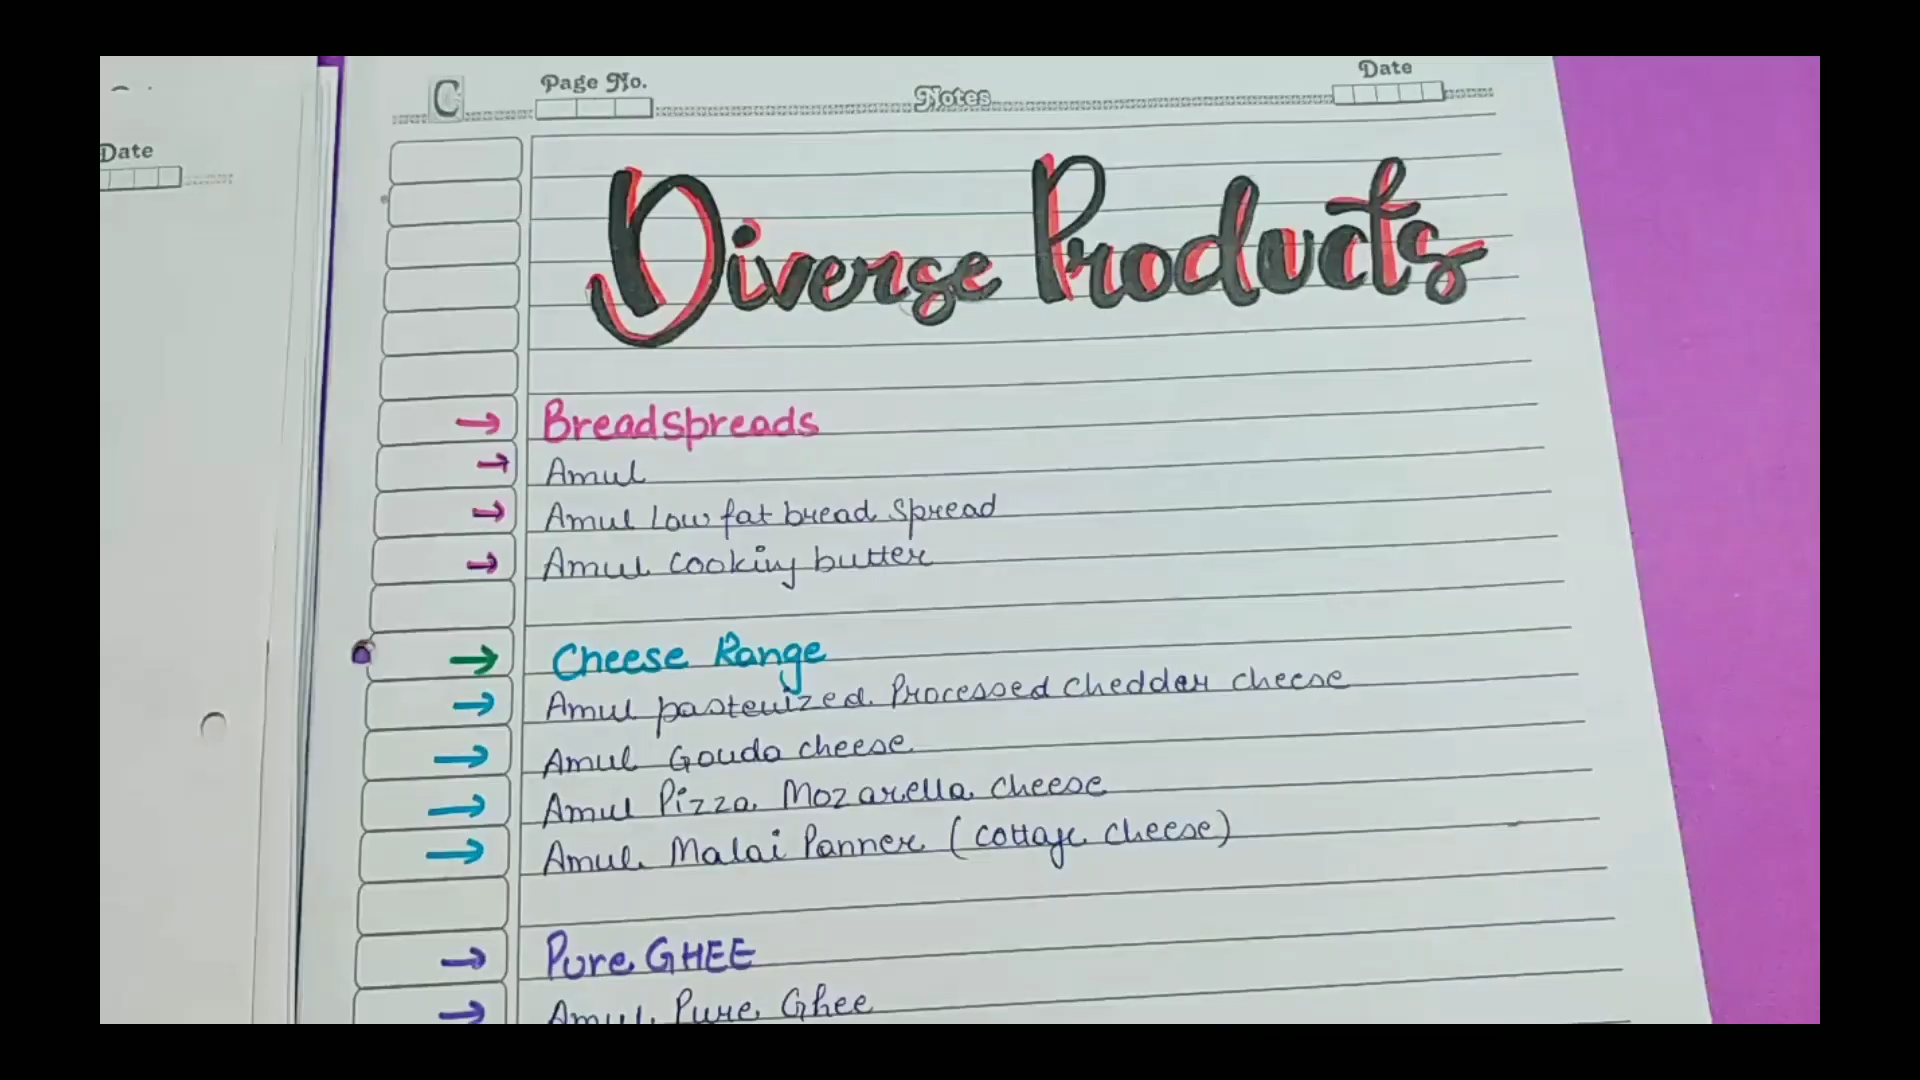 Date
C
Page No.
Notes
Date
Diverse Products
Breadspreads
Amul
Amul Low fat bread spread
Amul cooking butter
Cheese Range
Amul pasteuized Processed cheddar cheese
Amul Gouda cheese
Amul Pizza Mozarella cheese
Amul Malai Panner (cottage cheese)
Pure GHEE
Amul Pure Ghee